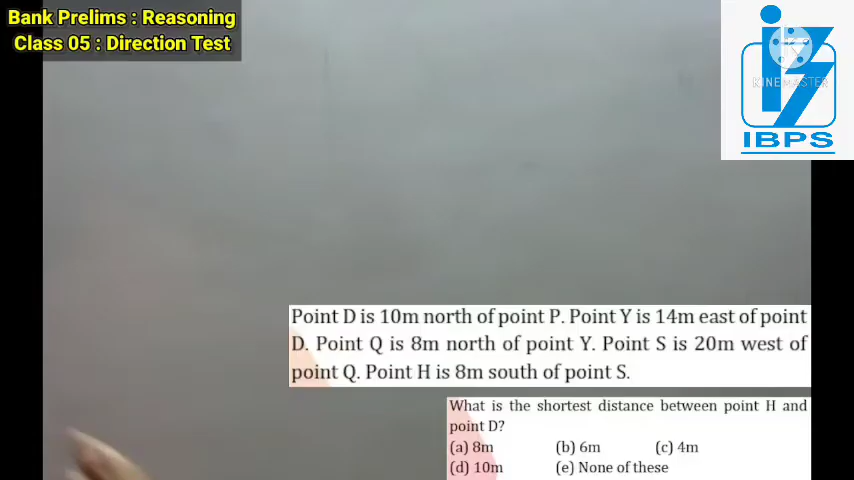 Bank Prelims : Reasoning
Class 05 : Direction Test
KINEMASTER
IBPS
Point D is 10m north of point P. Point Y is 14m east of point
D. Point Q is 8m north of point Y. Point S is 20m west of
point Q. Point H is 8m south of point S.
What is the shortest distance between point H and
point D?
(a) 8m (b) 6m (c) 4m
(d) 10m (e) None of these